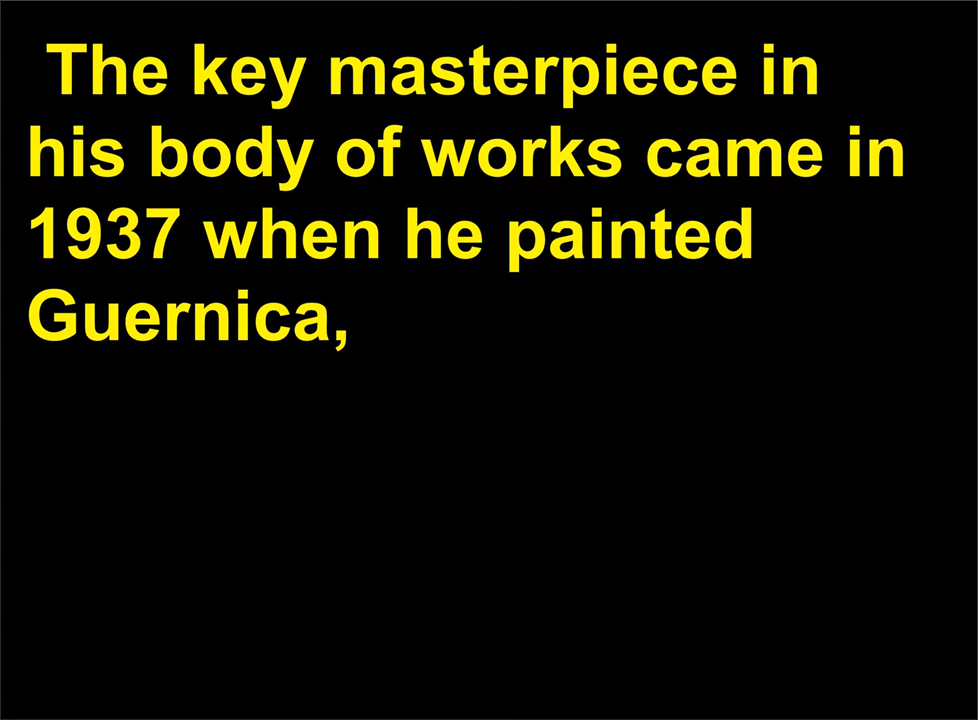 The key masterpiece in
his body of works came in
1937 when he painted
Guernica,